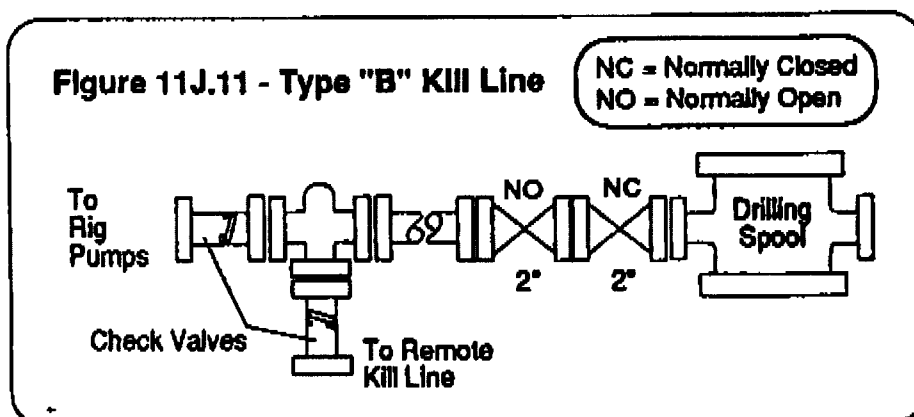 Figure 11J.11 - Type "B" Kill Line
NC = Normally Closed
NO = Normally Open
To
Rig
Pumps
NO
NC
Drilling
Spool
2"
2"
Check Valves
To Remote
Kill Line